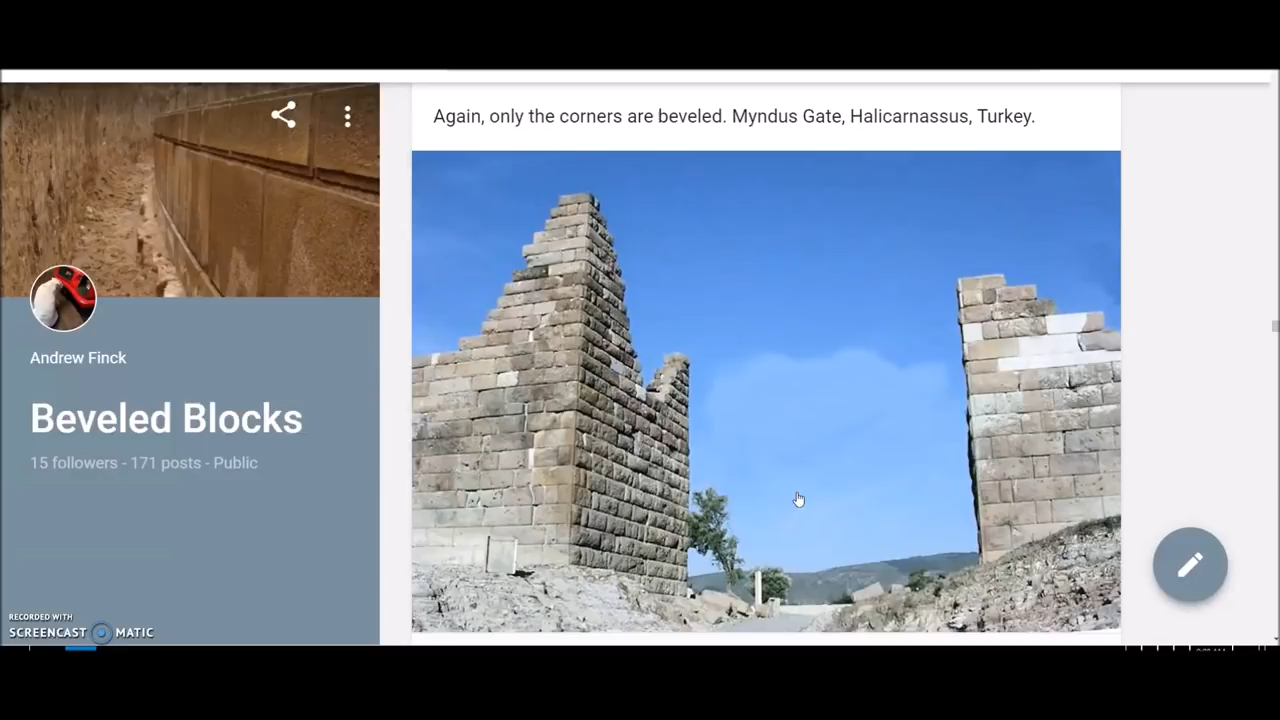 Again, only the corners are beveled. Myndus Gate, Halicarnassus, Turkey.
Andrew Finck
Beveled Blocks
15 followers - 171 posts - Public
RECORDED WITH
SCREENCAST MATIC